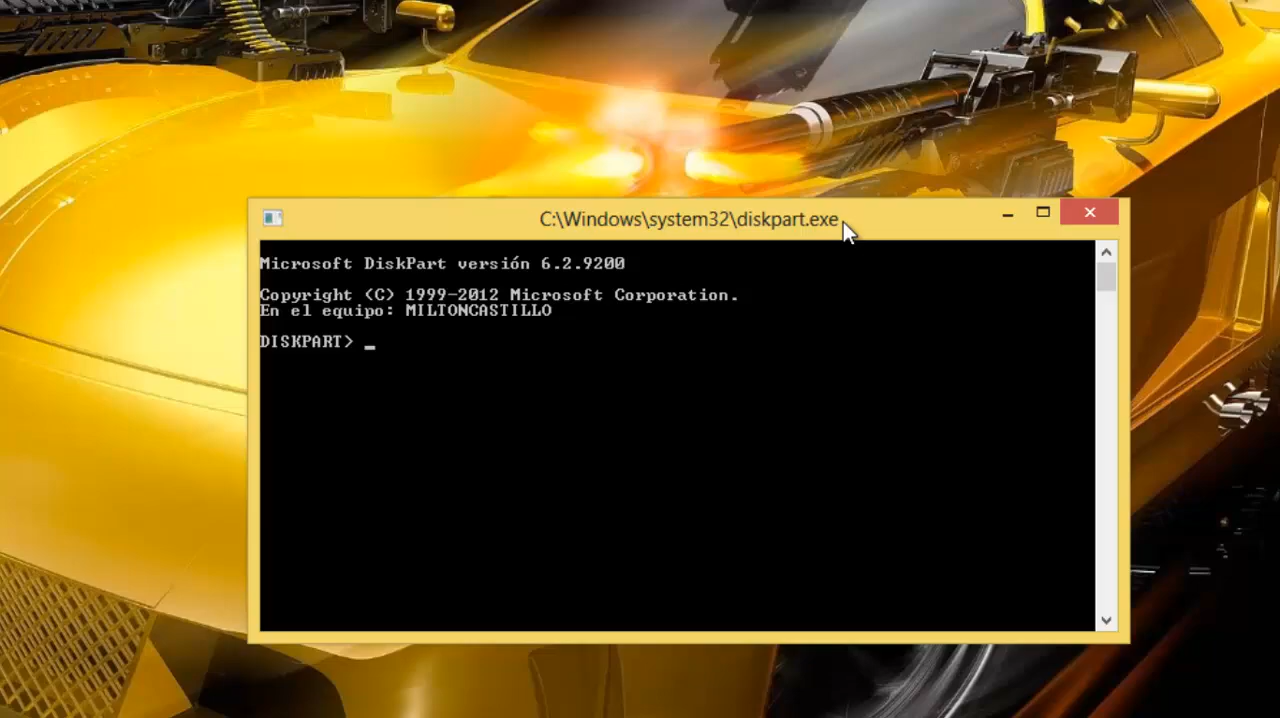 C:\Windows\system32\diskpart.exe
Microsoft DiskPart versión 6.2.9200
Copyright (C) 1999-2012 Microsoft Corporation.
En el equipo: MILTONCASTILLO
DISKPART> _